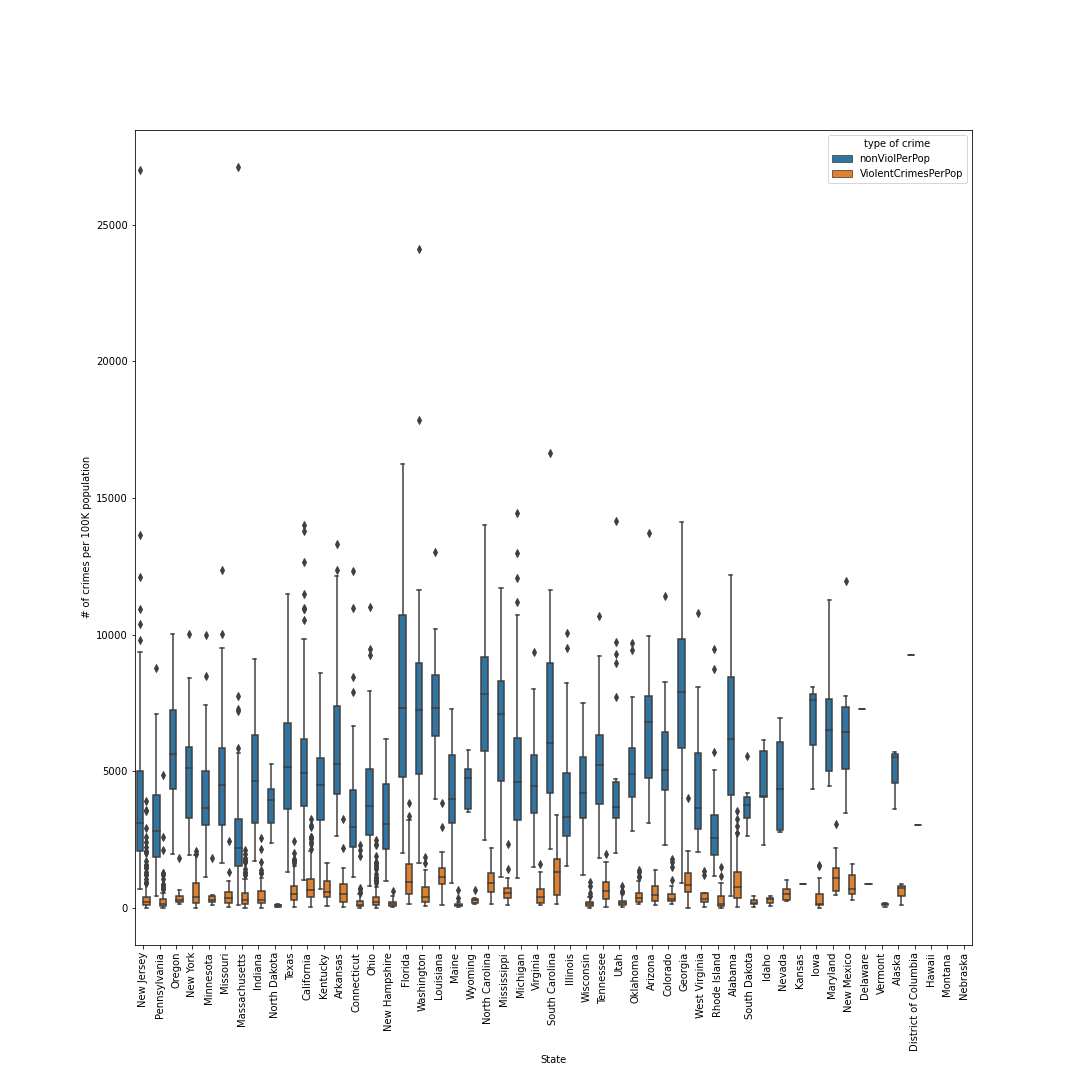 type of crime
nonViolPerPop
ViolentCrimesPerPop
25000
20000
15000
10000
5000
0
# of crimes per 100K population
New Jersey
Pennsylvania
Oregon
New York
Minnesota
Missouri
Massachusetts
Indiana
North Dakota
Texas
California
Kentucky
Arkansas
Connecticut
Ohio
New Hampshire
Florida
Washington
Louisiana
Maine
Wyoming
North Carolina
Mississippi
Michigan
Virginia
South Carolina
Illinois
Wisconsin
Tennessee
Utah
Oklahoma
Arizona
Colorado
Georgia
West Virginia
Rhode Island
Alabama
South Dakota
Idaho
Nevada
Kansas
Iowa
Maryland
New Mexico
Delaware
Vermont
Alaska
District of Columbia
Hawaii
Montana
Nebraska
State